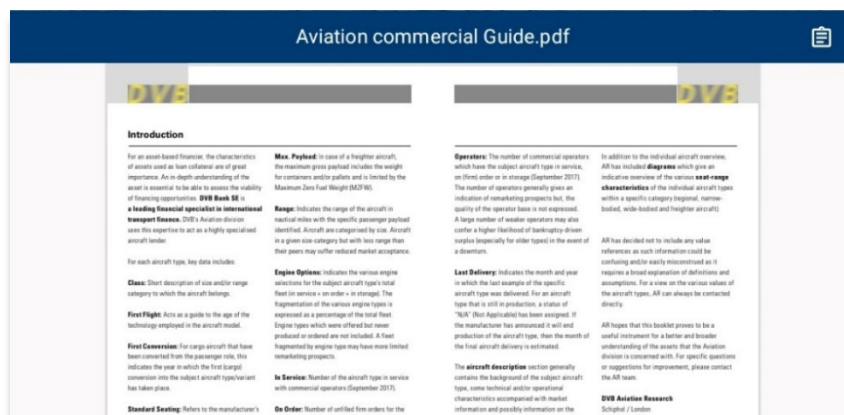 Aviation commercial Guide.pdf
DVB
DVB
Introduction
For an asset-based financier, the characteristics
of assets used as loan collateral are of great
importance. An in-depth understanding of the
asset is essential to be able to assess the viability
of financing opportunities. DVB Bank SE is
a leading financial specialist in international
transport finance. DVB's Aviation division
uses this expertise to act as a highly specialised
aircraft lender.
For each aircraft type, key data includes:
Class: Short description of size and/or range
category to which the aircraft belongs.
First Flight: Acts as a guide to the age of the
technology employed in the aircraft model.
First Conversion: For cargo aircraft that have
been converted from the passenger role, this
indicates the year in which the first (cargo)
conversion into the subject aircraft type/variant
has taken place.
Standard Seating: Refers to the manufacturer's
Max. Payload: In case of a freighter aircraft,
the maximum gross payload includes the weight
for containers and/or pallets and is limited by the
Maximum Zero Fuel Weight (MZFW).
Range: Indicates the range of the aircraft in
nautical miles with the specific passenger payload
identified. Aircraft are categorised by size. Aircraft
in a given size-category but with less range than
their peers may suffer reduced market acceptance.
Engine Options: Indicates the various engine
selections for the subject aircraft type's total
fleet (in service + on order + in storage). The
fragmentation of the various engine types is
expressed as a percentage of the total fleet.
Engine types which were offered but never
produced or ordered are not included. A fleet
fragmented by engine type may have more limited
remarketing prospects.
In Service: Number of the aircraft type in service
with commercial operators (September 2017).
On Order: Number of unfilled firm orders for the
Operators: The number of commercial operators
which have the subject aircraft type in service,
on (firm) order or in storage (September 2017).
The number of operators generally gives an
indication of remarketing prospects but, the
quality of the operator base is not expressed.
A large number of weaker operators may also
confer a higher likelihood of bankruptcy-driven
surplus (especially for older types) in the event of
a downturn.
Last Delivery: Indicates the month and year
in which the last example of the specific
aircraft type was delivered. For an aircraft
type that is still in production, a status of
"N/A" (Not Applicable) has been assigned. If
the manufacturer has announced it will end
production of the aircraft type, then the month of
the final aircraft delivery is estimated.
The aircraft description section generally
contains the background of the subject aircraft
type, some technical and/or operational
characteristics accompanied with market
information and possibly information on the
In addition to the individual aircraft overview,
AR has included diagrams which give an
indicative overview of the various seat-range
characteristics of the individual aircraft types
within a specific category (regional, narrow-
bodied, wide-bodied and freighter aircraft)
AR has decided not to include any value
references as such information could be
confusing and/or easily misconstrued as it
requires a broad explanation of definitions and
assumptions. For a view on the various values of
the aircraft types, AR can always be contacted
directly.
AR hopes that this booklet proves to be a
useful instrument for a better and broader
understanding of the assets that the Aviation
division is concerned with. For specific questions
or suggestions for improvement, please contact
the AR team.
DVB Aviation Research
Schiphol / London